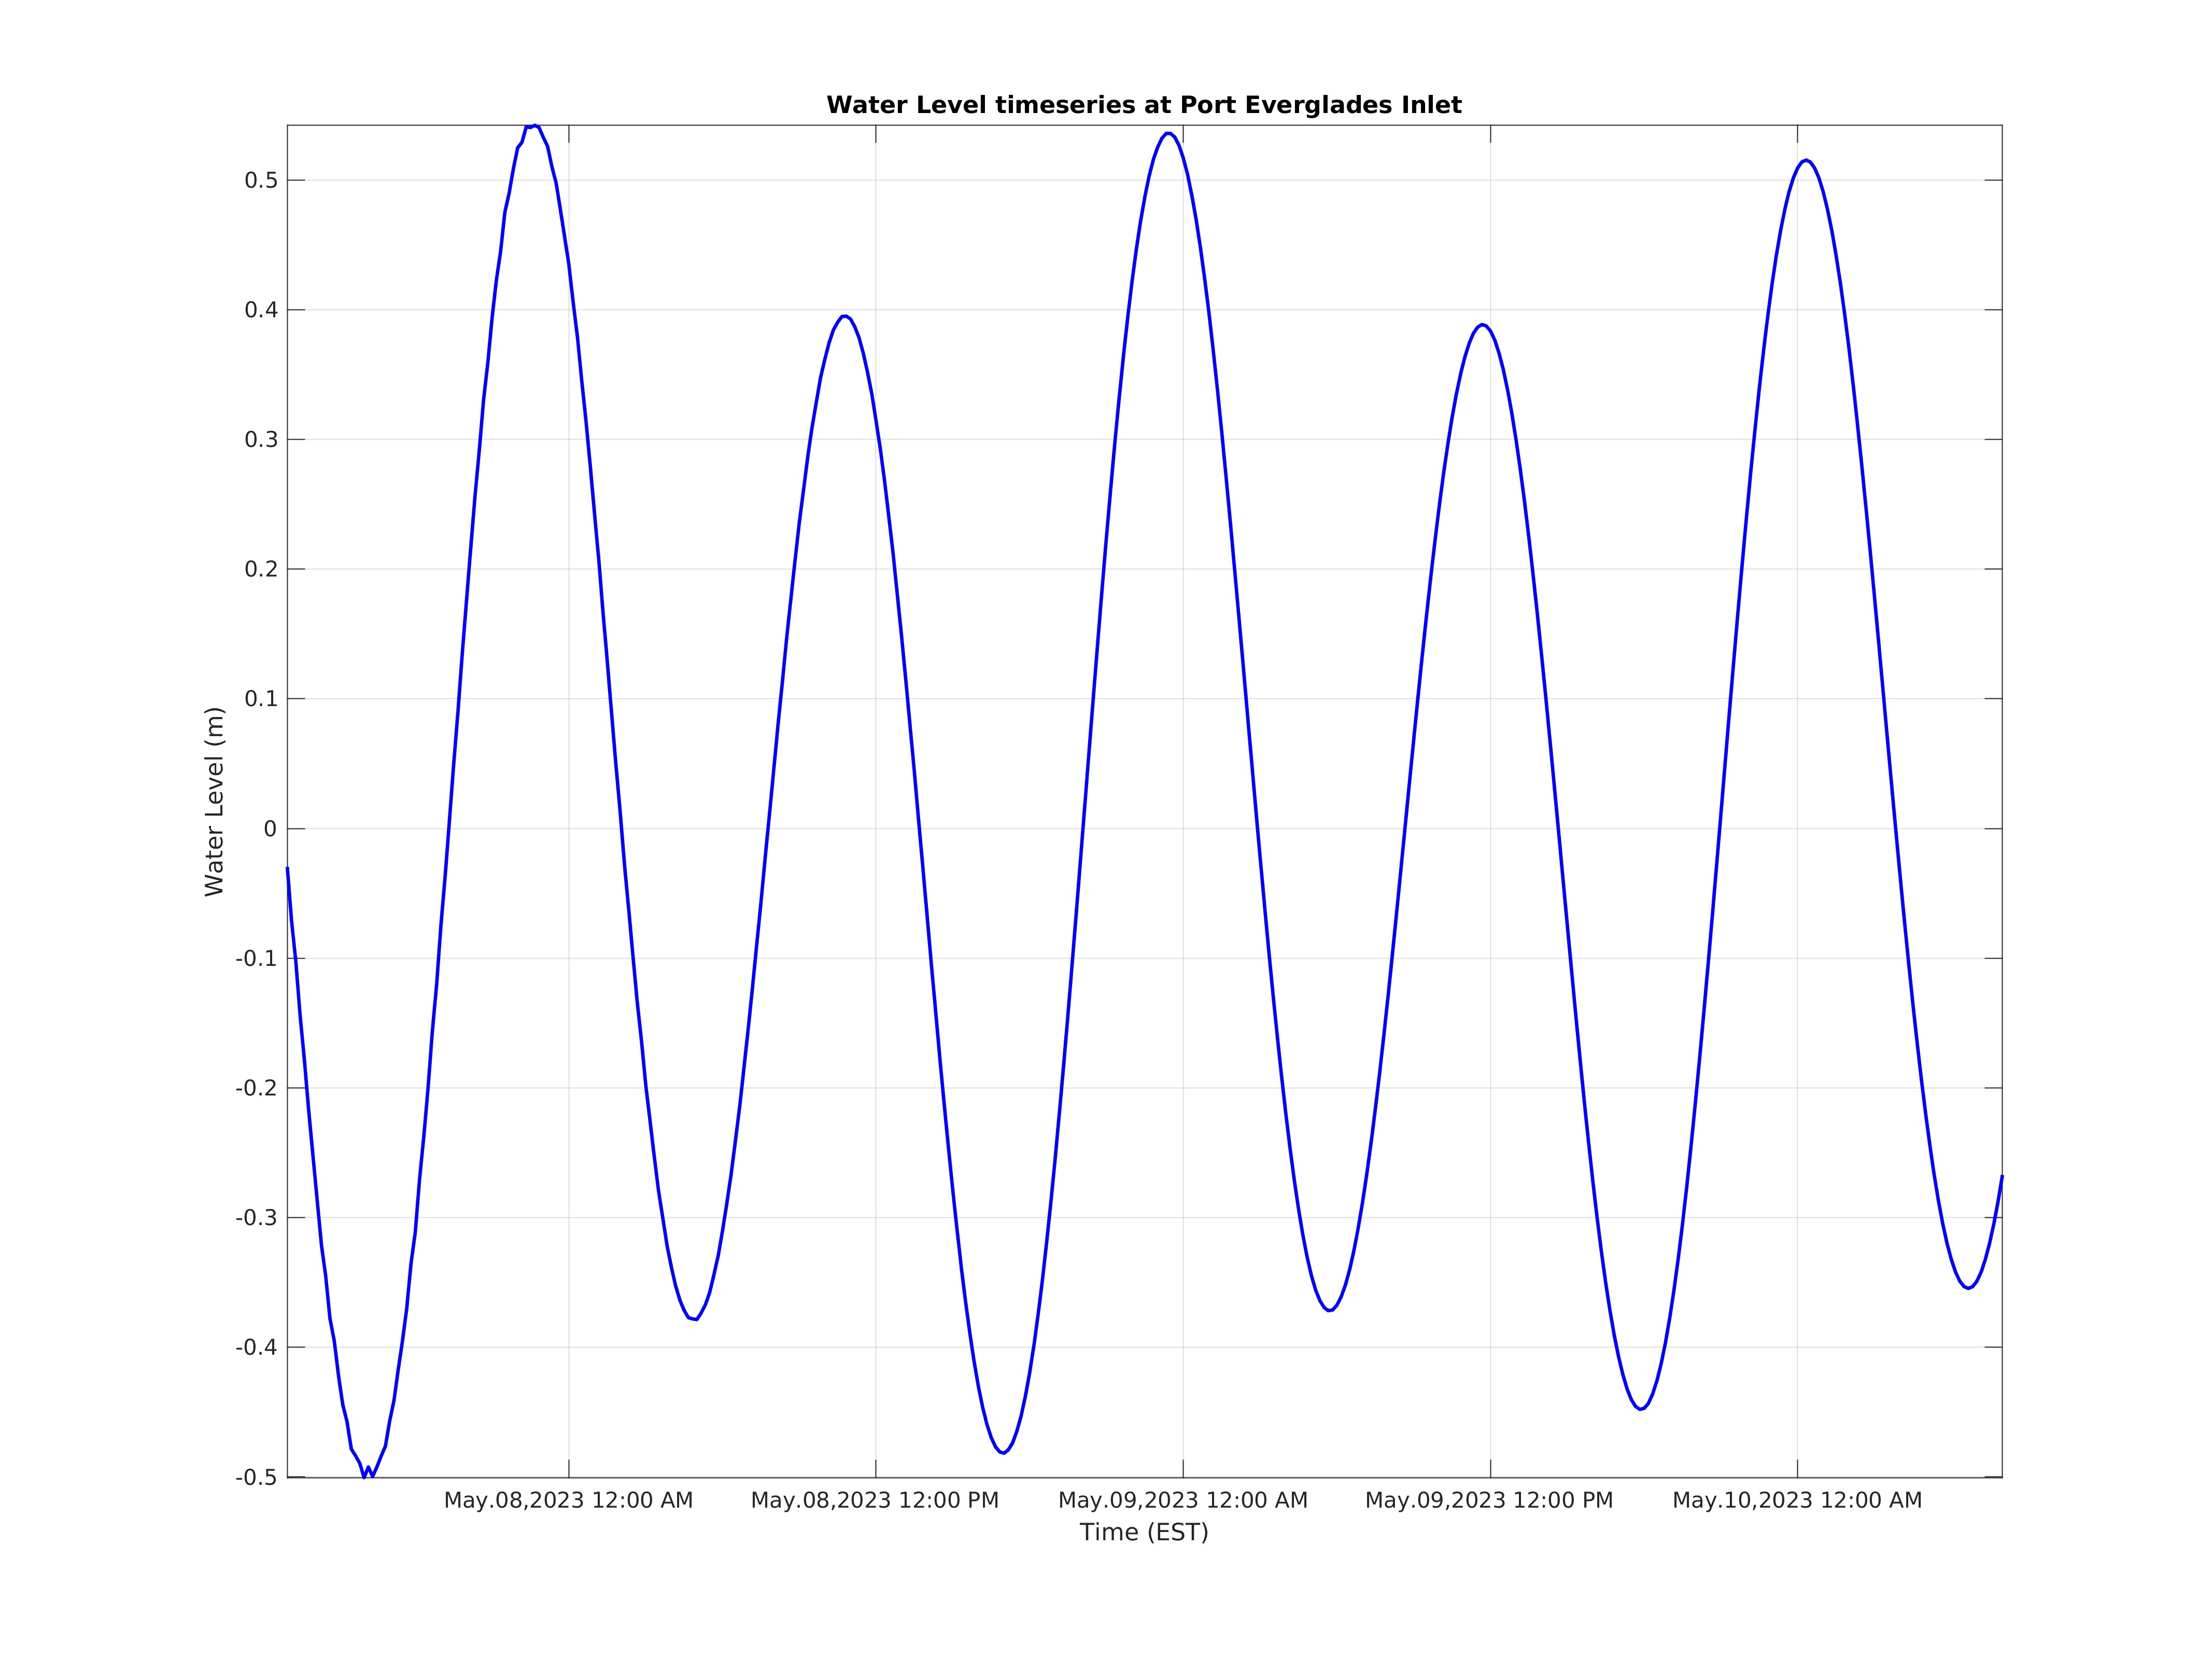 Water Level timeseries at Port Everglades Inlet
0.5
0.4
0.3
0.2
0.1
0
-0.1
-0.2
-0.3
-0.4
-0.5
Water Level (m)
May.08,2023 12:00 AM May.08,2023 12:00 PM May.09,2023 12:00 AM May.09,2023 12:00 PM May.10,2023 12:00 AM
Time (EST)